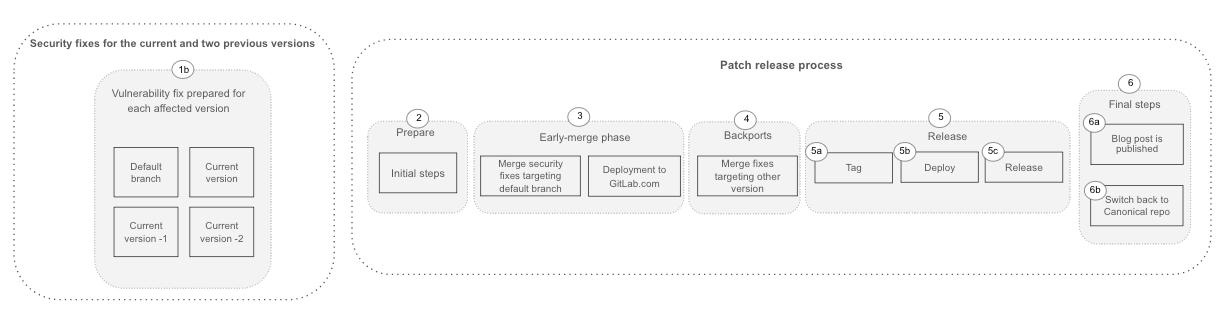 Security fixes for the current and two previous versions
1b
Vulnerability fix prepared for
each affected version
Default
branch
Current
version
Current
version -1
Current
version -2
Patch release process
2
Prepare
Initial steps
3
Early-merge phase
Merge security
fixes targeting
default branch
Deployment to
GitLab.com
4
Backports
Merge fixes
targeting other
version
5
Release
5a
Tag
5b
Deploy
5c
Release
6
Final steps
6a
Blog post is
published
6b
Switch back to
Canonical repo